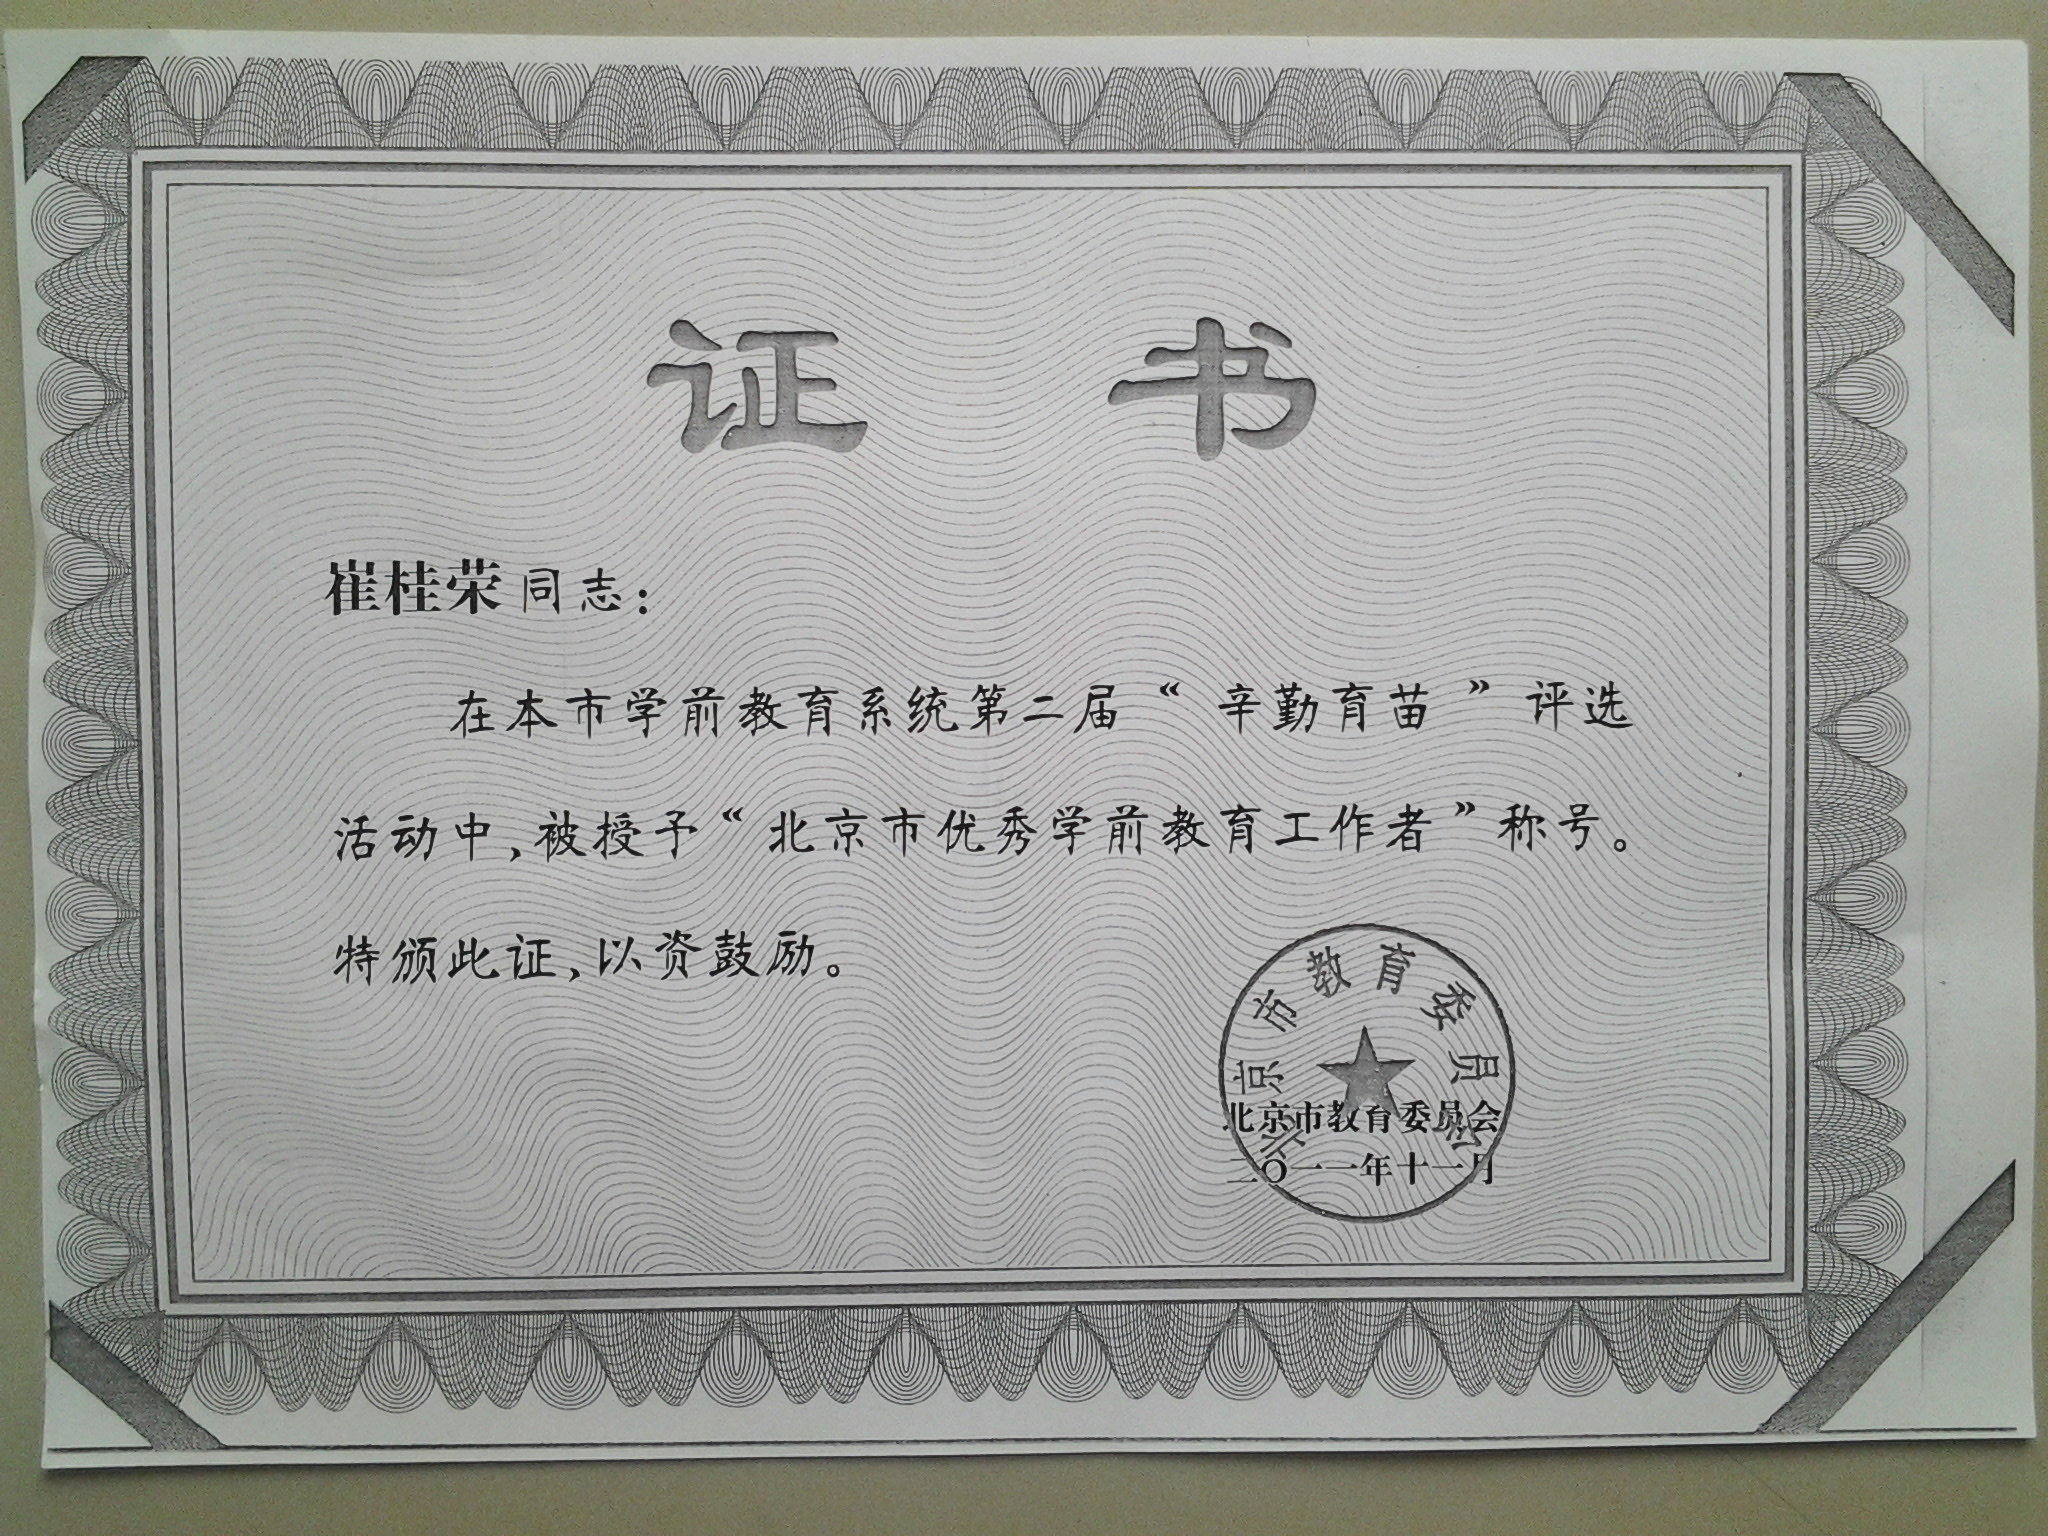 证 书
崔桂荣同志：
在本市学前教育系统第二届“辛勤育苗”评选
活动中，被授予“北京市优秀学前教育工作者”称号。
特颁此证，以资鼓励。
北京市教育委员会
北京市教育委员会
二〇一一年十一月